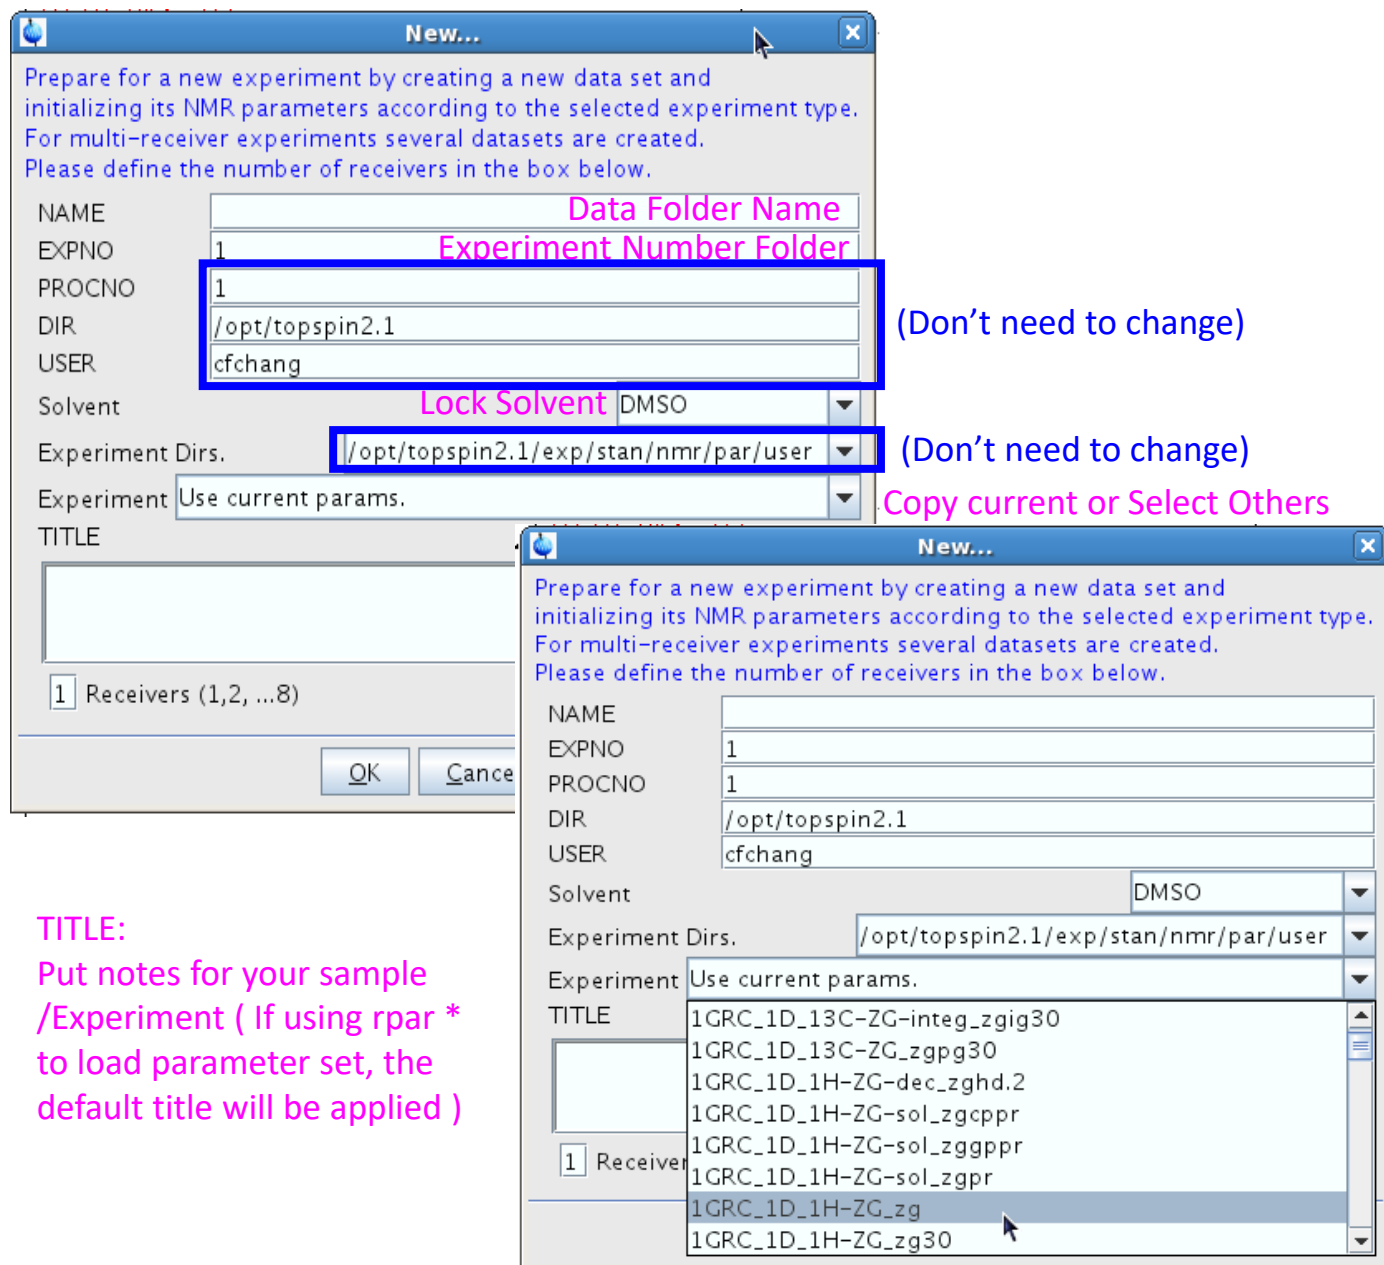 New...
Prepare for a new experiment by creating a new data set and
initializing its NMR parameters according to the selected experiment type.
For multi-receiver experiments several datasets are created.
Please define the number of receivers in the box below.
NAME Data Folder Name
EXPNO 1 Experiment Number Folder
PROCNO 1
DIR /opt/topspin2.1
(Don’t need to change)
USER cfchang
Solvent Lock Solvent DMSO
Experiment Dirs. /opt/topspin2.1/exp/stan/nmr/par/user
(Don’t need to change)
Experiment Use current params.
Copy current or Select Others
TITLE
1 Receivers (1,2, ...8)
OK Cance
New...
Prepare for a new experiment by creating a new data set and
initializing its NMR parameters according to the selected experiment type.
For multi-receiver experiments several datasets are created.
Please define the number of receivers in the box below.
NAME
EXPNO 1
PROCNO 1
DIR /opt/topspin2.1
USER cfchang
Solvent DMSO
Experiment Dirs. /opt/topspin2.1/exp/stan/nmr/par/user
Experiment Use current params.
TITLE
1GRC_1D_13C-ZG-integ_zgig30
1GRC_1D_13C-ZG_zgpg30
1GRC_1D_1H-ZG-dec_zghd.2
1GRC_1D_1H-ZG-sol_zgcppr
1GRC_1D_1H-ZG-sol_zggppr
1GRC_1D_1H-ZG-sol_zgpr
1GRC_1D_1H-ZG_zg
1GRC_1D_1H-ZG_zg30
1 Receiver
TITLE:
Put notes for your sample
/Experiment ( If using rpar *
to load parameter set, the
default title will be applied )